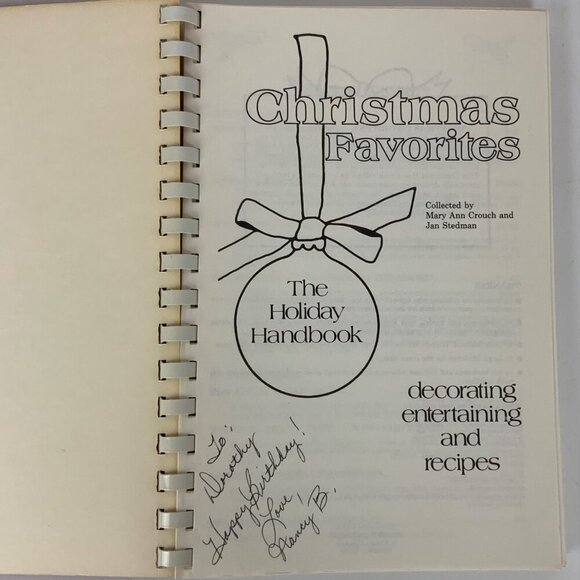 Christmas
Favorites
Collected by
Mary Ann Crouch and
Jan Stedman
The
Holiday
Handbook
decorating
entertaining
and
recipes
To:
Dorothy
Happy Birthday!
Love,
Nancy B.